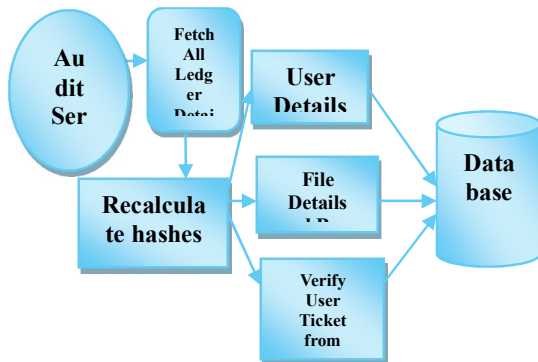 Au
dit
Ser
Fetch
All
Ledg
er
User
Details
Recalcula
te hashes
File
Details
Verify
User
Ticket
from
Data
base